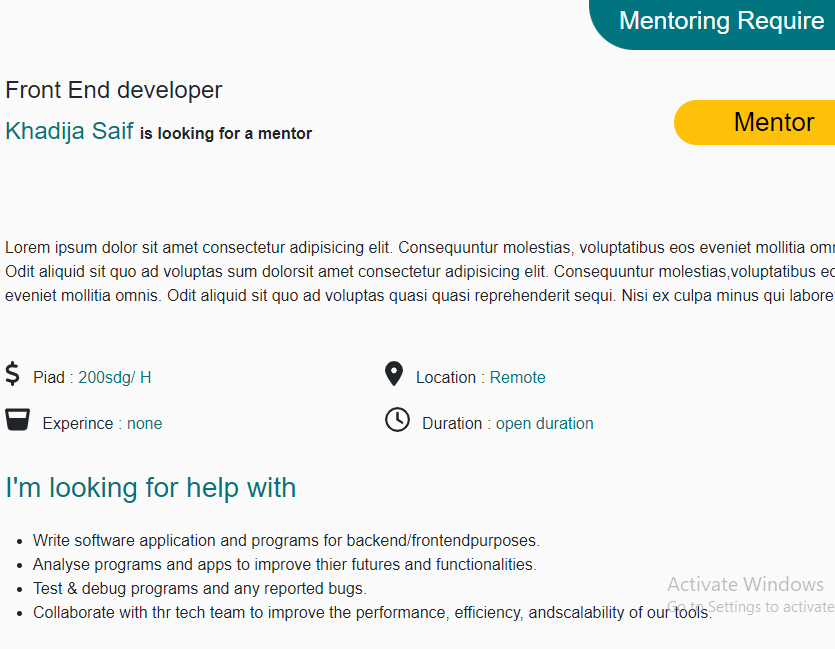 Mentoring Require
Front End developer
Khadija Saif is looking for a mentor
Mentor
Lorem ipsum dolor sit amet consectetur adipisicing elit. Consequuntur molestias, voluptatibus eos eveniet mollitia
Odit aliquid sit quo ad voluptas sum dolorsit amet consectetur adipisicing elit. Consequuntur molestias,voluptatibus
eveniet mollitia omnis. Odit aliquid sit quo ad voluptas quasi quasi reprehenderit sequi. Nisi ex culpa minus qui labore
Piad : 200sdg/ H
Location : Remote
Experince : none
Duration : open duration
I'm looking for help with
Write software application and programs for backend/frontendpurposes.
Analyse programs and apps to improve thier futures and functionalities.
Test & debug programs and any reported bugs.
Collaborate with thr tech team to improve the performance, efficiency, andscalability of our tools.
Activate Windows
Go to Settings to activate